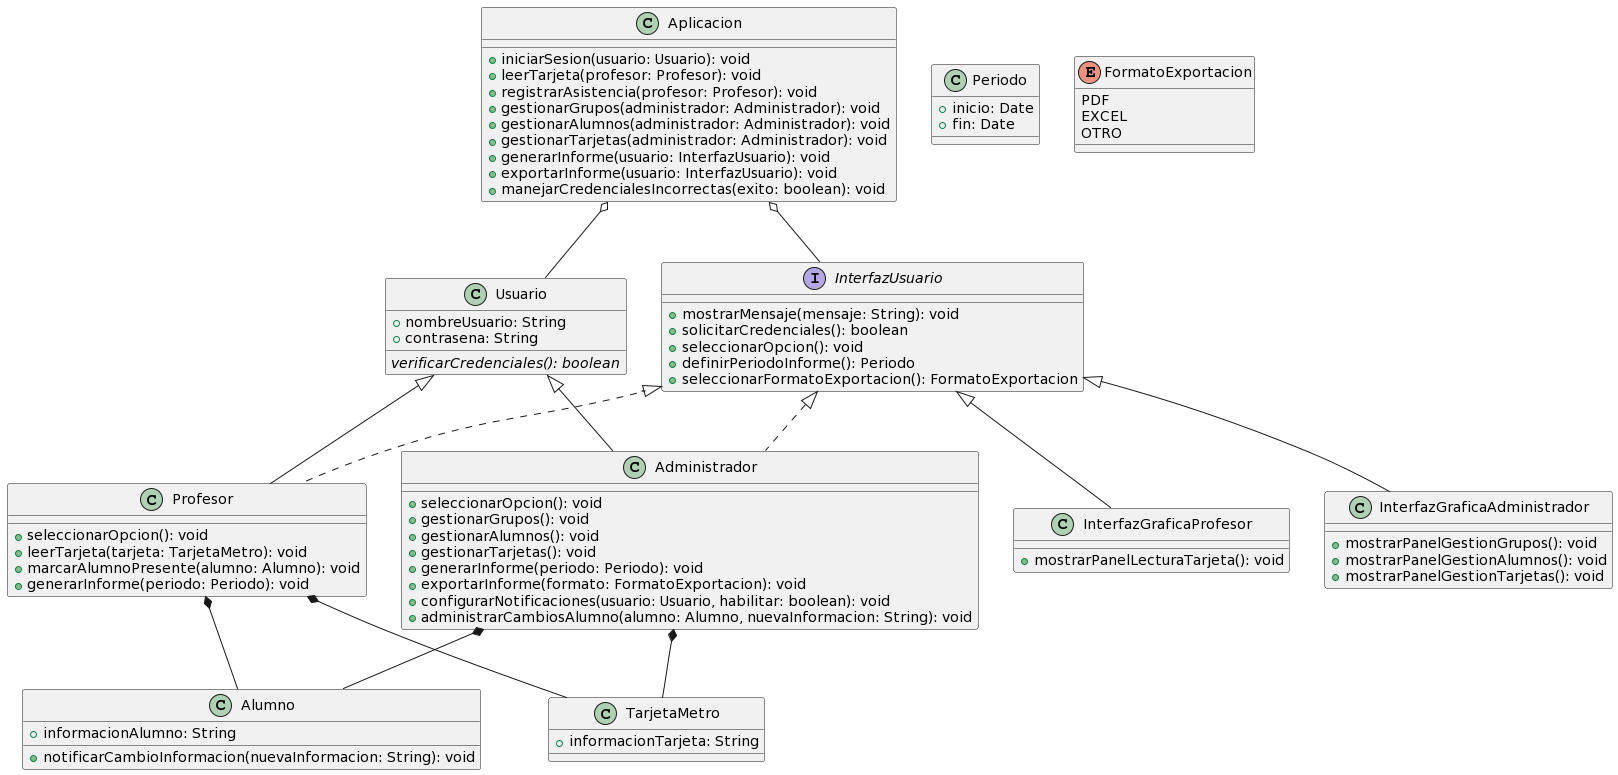 C Aplicacion
iniciarSesion(usuario: Usuario): void
leerTarjeta(profesor: Profesor): void
registrarAsistencia(profesor: Profesor): void
gestionarGrupos(administrador: Administrador): void
gestionarAlumnos(administrador: Administrador): void
gestionarTarjetas(administrador: Administrador): void
generarInforme(usuario: InterfazUsuario): void
exportarInforme(usuario: InterfazUsuario): void
manejarCredencialesIncorrectas(exito: boolean): void
C Periodo
inicio: Date
fin: Date
E FormatoExportacion
PDF
EXCEL
OTRO
C Usuario
nombreUsuario: String
contrasena: String
verificarCredenciales(): boolean
I InterfazUsuario
mostrarMensaje(mensaje: String): void
solicitarCredenciales(): boolean
seleccionarOpcion(): void
definirPeriodoInforme(): Periodo
seleccionarFormatoExportacion(): FormatoExportacion
C Profesor
seleccionarOpcion(): void
leerTarjeta(tarjeta: TarjetaMetro): void
marcarAlumnoPresente(alumno: Alumno): void
generarInforme(periodo: Periodo): void
C Administrador
seleccionarOpcion(): void
gestionarGrupos(): void
gestionarAlumnos(): void
gestionarTarjetas(): void
generarInforme(periodo: Periodo): void
exportarInforme(formato: FormatoExportacion): void
configurarNotificaciones(usuario: Usuario, habilitar: boolean): void
administrarCambiosAlumno(alumno: Alumno, nuevaInformacion: String): void
C InterfazGraficaProfesor
mostrarPanelLecturaTarjeta(): void
C InterfazGraficaAdministrador
mostrarPanelGestionGrupos(): void
mostrarPanelGestionAlumnos(): void
mostrarPanelGestionTarjetas(): void
C Alumno
informacionAlumno: String
notificarCambioInformacion(nuevaInformacion: String): void
C TarjetaMetro
informacionTarjeta: String